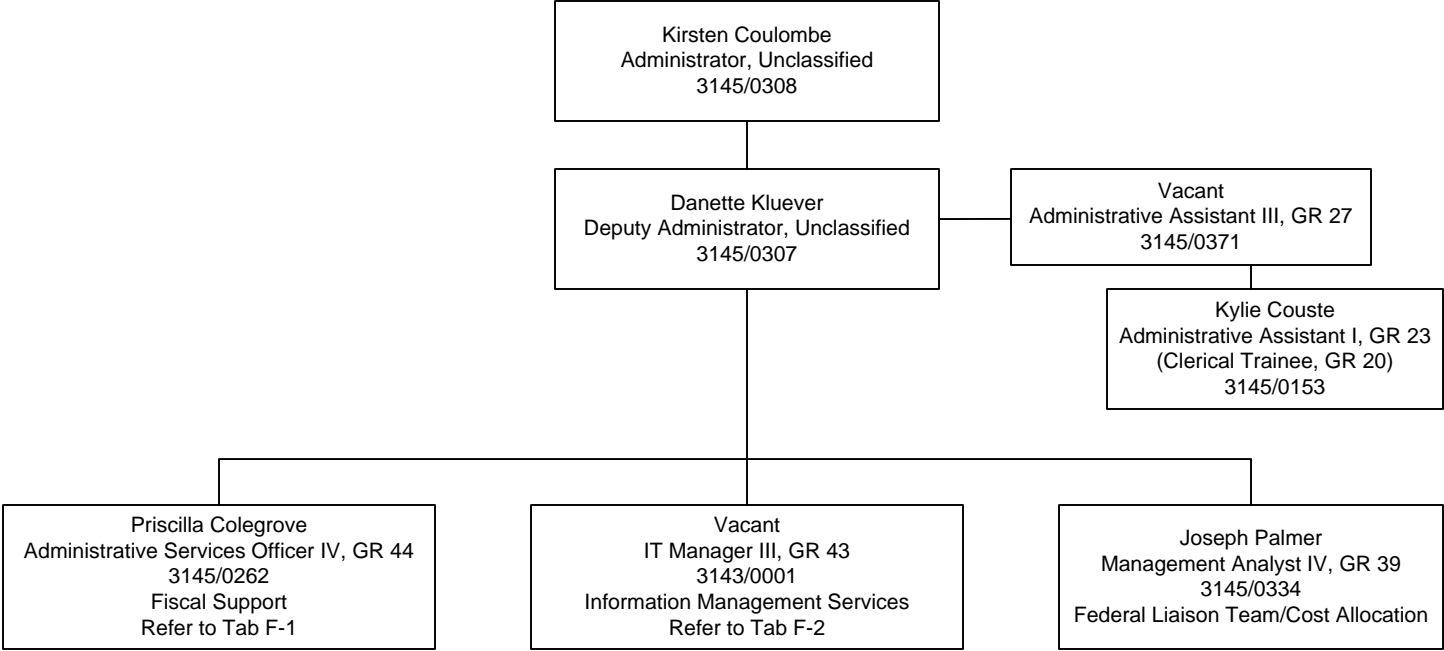 Kirsten Coulombe
Administrator, Unclassified
3145/0308
Danette Kluever
Deputy Administrator, Unclassified
3145/0307
Vacant
Administrative Assistant III, GR 27
3145/0371
Kylie Couste
Administrative Assistant I, GR 23
(Clerical Trainee, GR 20)
3145/0153
Priscilla Colegrove
Administrative Services Officer IV, GR 44
3145/0262
Fiscal Support
Refer to Tab F-1
Vacant
IT Manager III, GR 43
3143/0001
Information Management Services
Refer to Tab F-2
Joseph Palmer
Management Analyst IV, GR 39
3145/0334
Federal Liaison Team/Cost Allocation